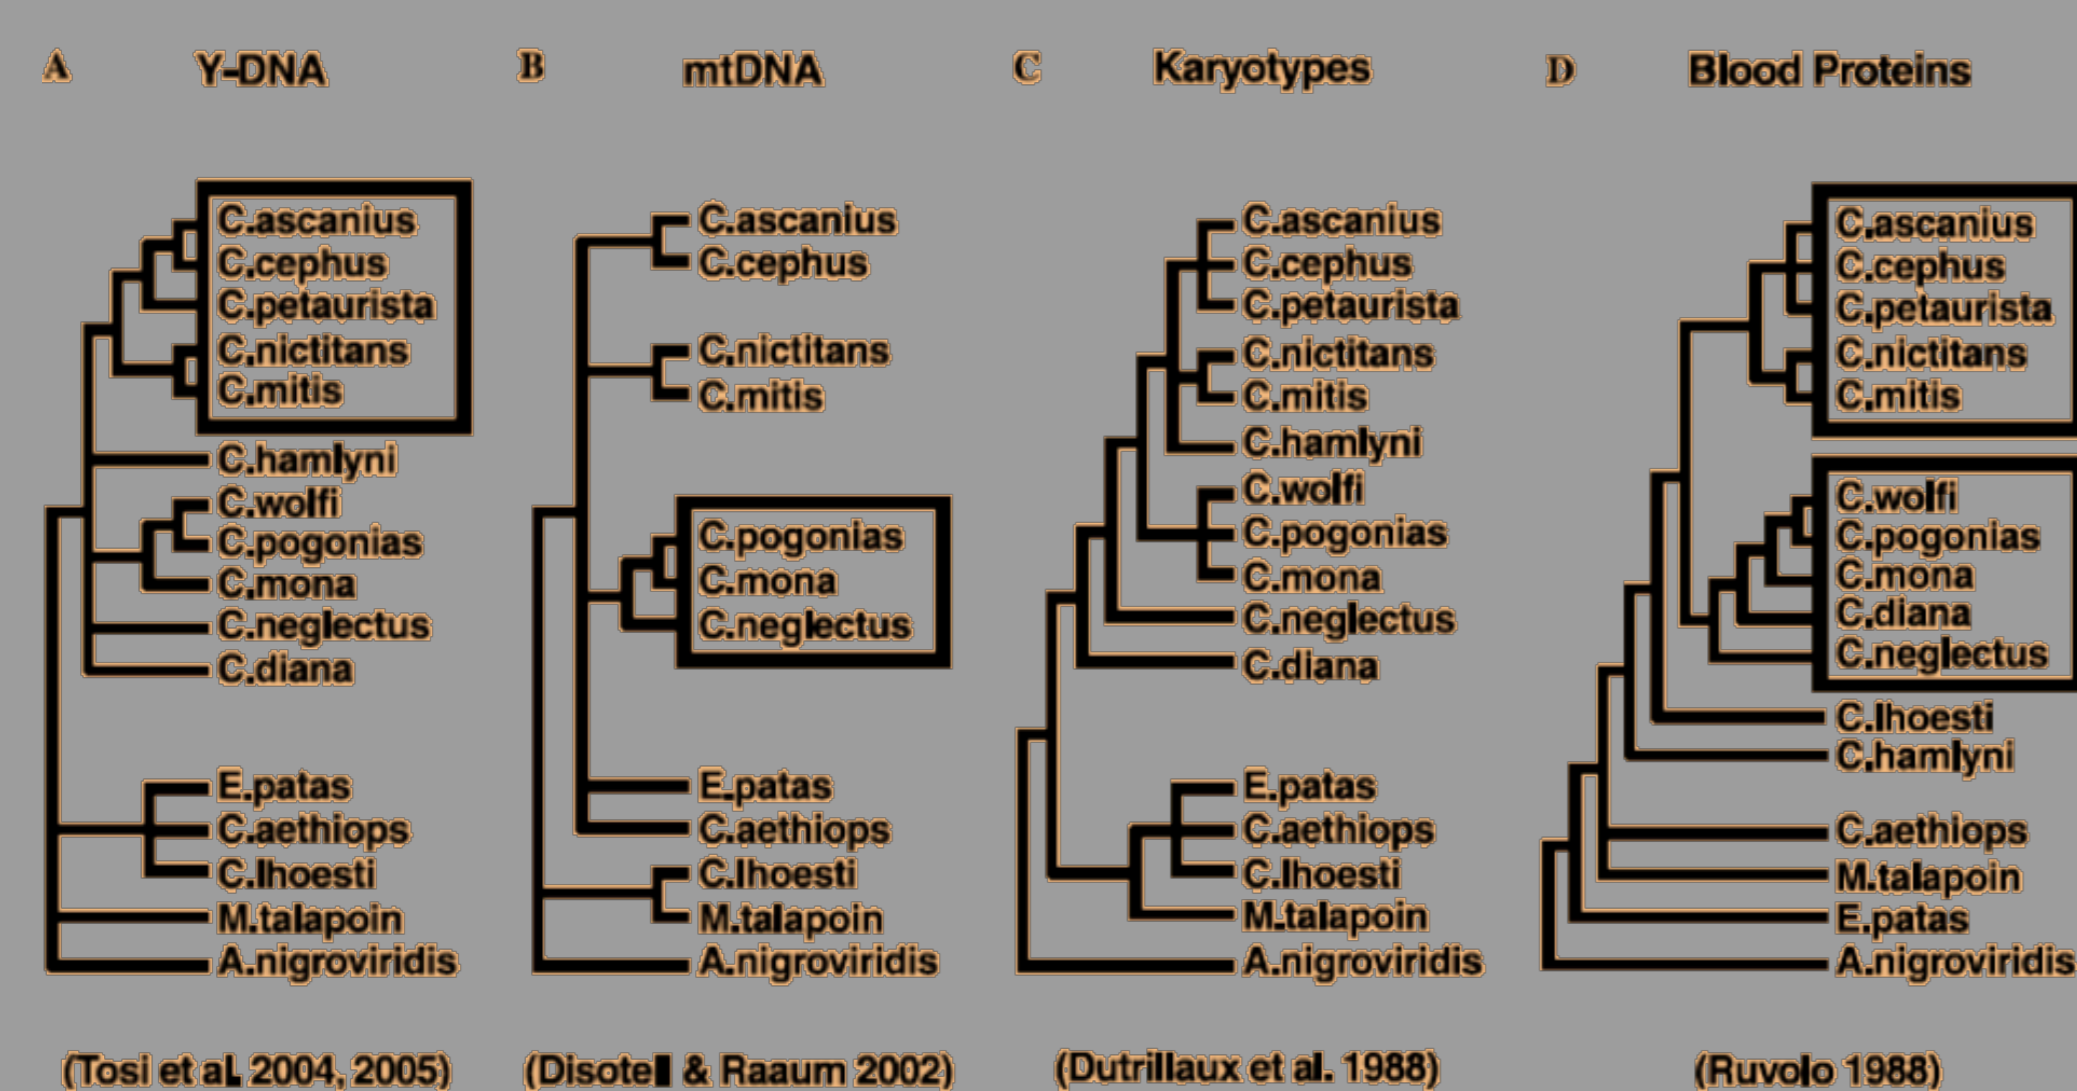 A Y-DNA B mtDNA C Karyotypes D Blood Proteins
C.ascanius
C.cephus
C.petaurista
C.nictitans
C.mitis
C.hamlyni
C.wolfi
C.pogonias
C.mona
C.neglectus
C.diana
E.patas
C.aethiops
C.lhoesti
M.talapoin
A.nigroviridis
(Tosi et al. 2004, 2005)
C.ascanius
C.cephus
C.nictitans
C.mitis
C.pogonias
C.mona
C.neglectus
E.patas
C.aethiops
C.lhoesti
M.talapoin
A.nigroviridis
(Disotell & Raaum 2002)
C.ascanius
C.cephus
C.petaurista
C.nictitans
C.mitis
C.hamlyni
C.wolfi
C.pogonias
C.mona
C.neglectus
C.diana
E.patas
C.aethiops
C.lhoesti
M.talapoin
A.nigroviridis
(Dutrillaux et al. 1988)
C.ascanius
C.cephus
C.petaurista
C.nictitans
C.mitis
C.wolfi
C.pogonias
C.mona
C.diana
C.neglectus
C.lhoesti
C.hamlyni
C.aethiops
M.talapoin
E.patas
A.nigroviridis
(Ruvolo 1988)